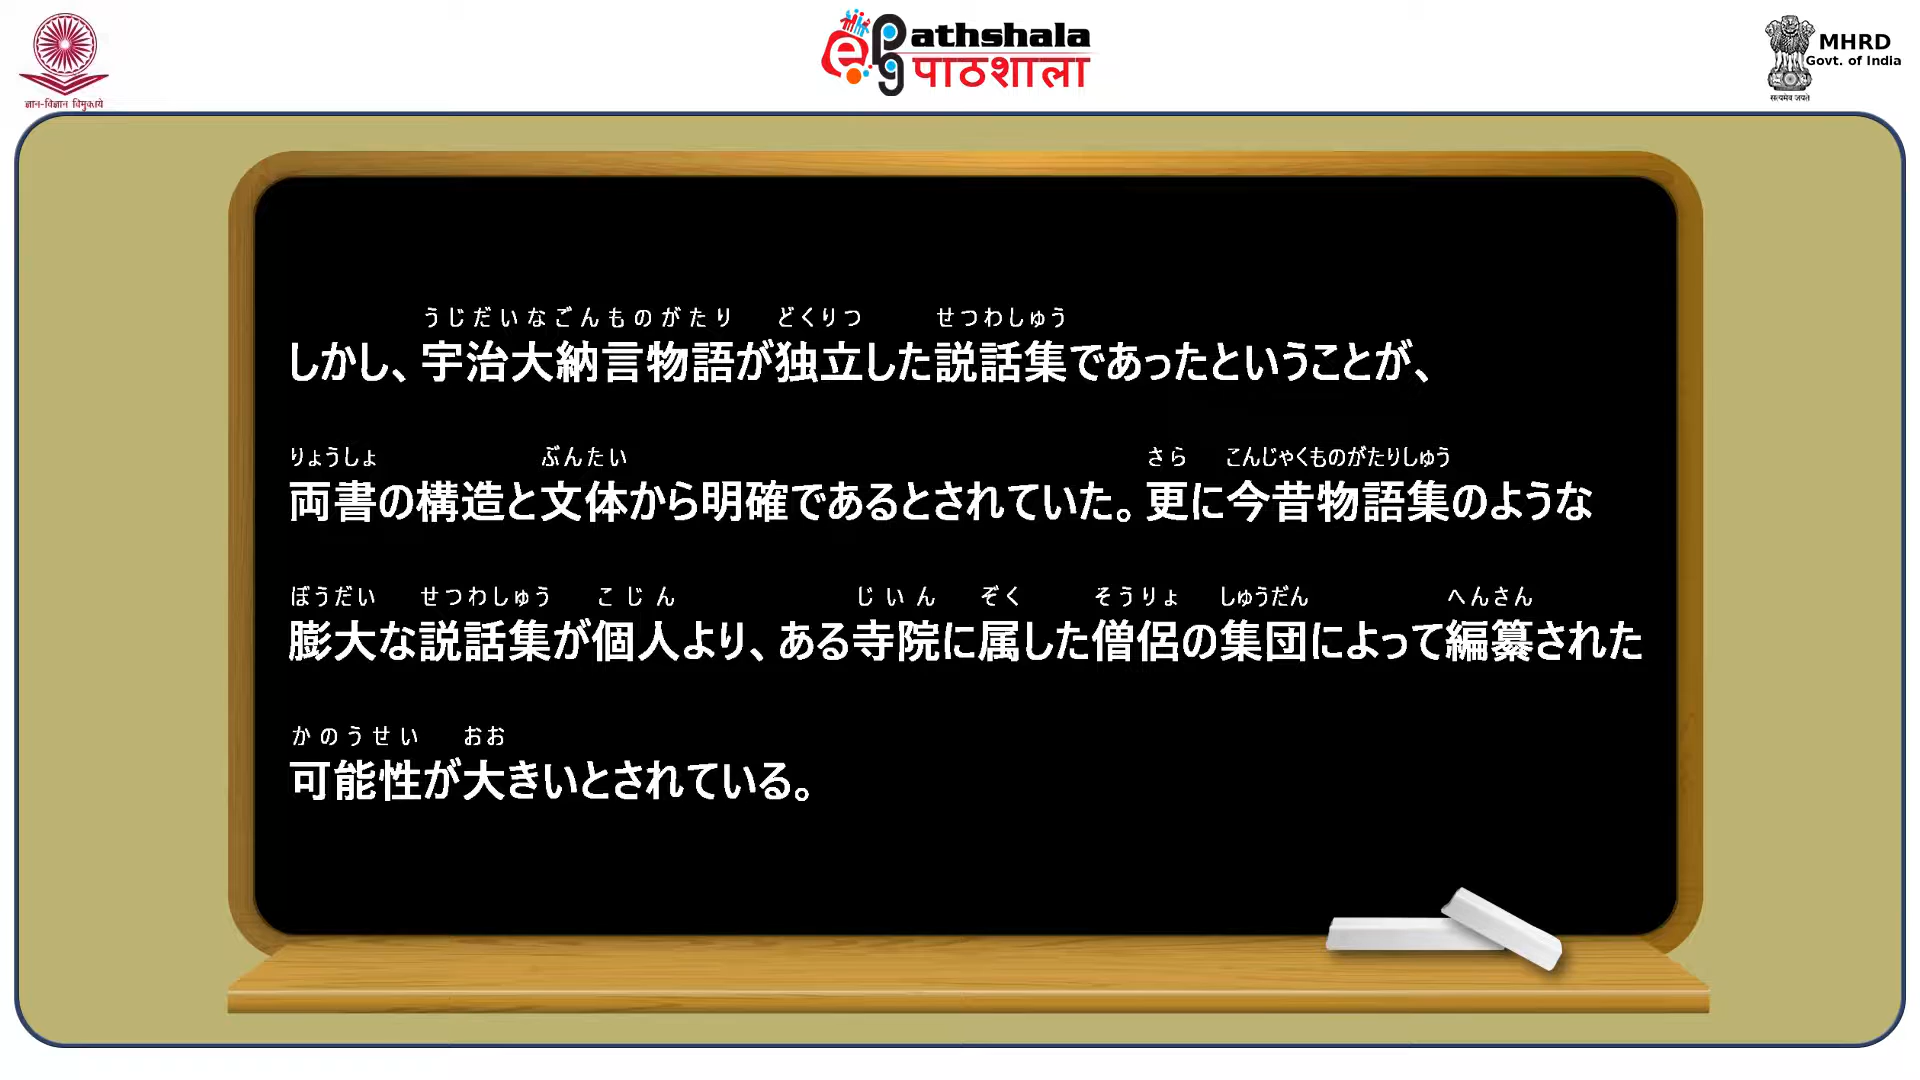 ज्ञान-विज्ञान विमुक्तये
ePathshala
पाठशाला
MHRD
Govt. of India
सत्यमेव जयते
うじだいなごんものがたり どくりつ せつわしゅう
しかし、宇治大納言物語が独立した説話集であったということが、
りょうしょ ぶんたい さら こんじゃくものがたりしゅう
両書の構造と文体から明確であるとされていた。更に今昔物語集のような
ぼうだい せつわしゅう こじん じいん ぞく そうりょ しゅうだん へんさん
膨大な説話集が個人より、ある寺院に属した僧侶の集団によって編纂された
かのうせい おお
可能性が大きいとされている。